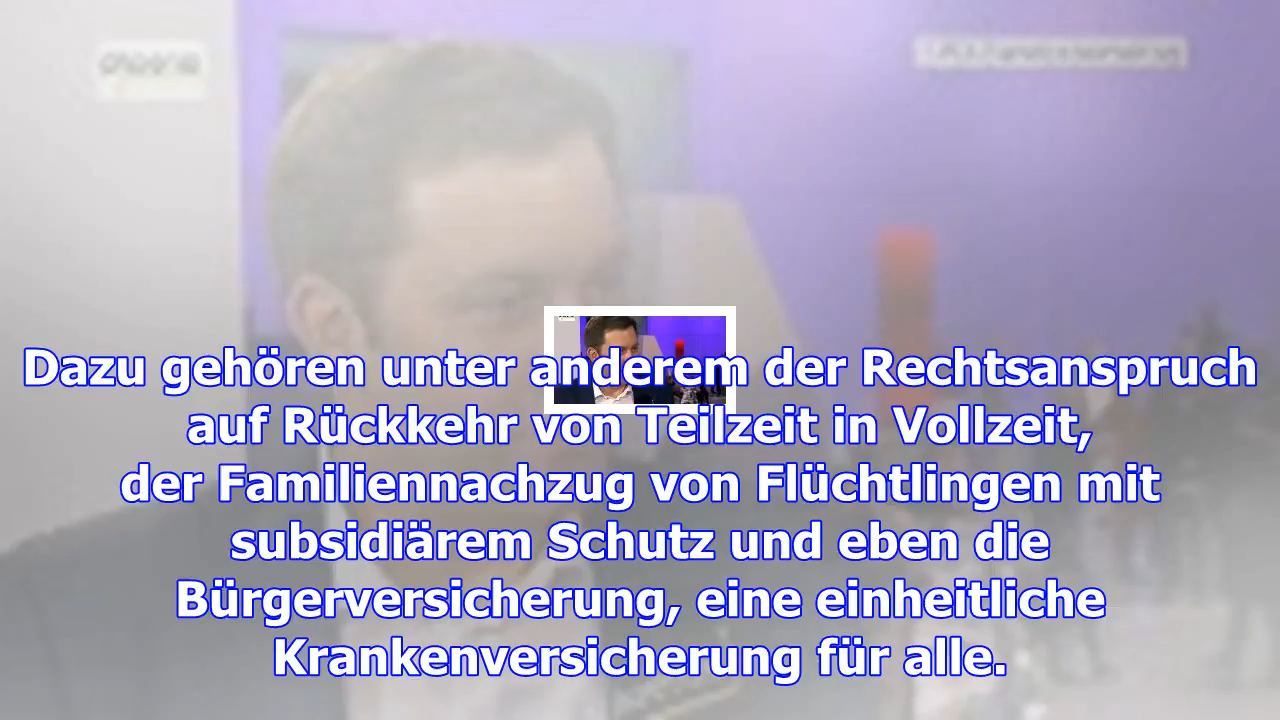 Dazu gehören unter anderem der Rechtsanspruch
auf Rückkehr von Teilzeit in Vollzeit,
der Familiennachzug von Flüchtlingen mit
subsidiärem Schutz und eben die
Bürgerversicherung, eine einheitliche
Krankenversicherung für alle.